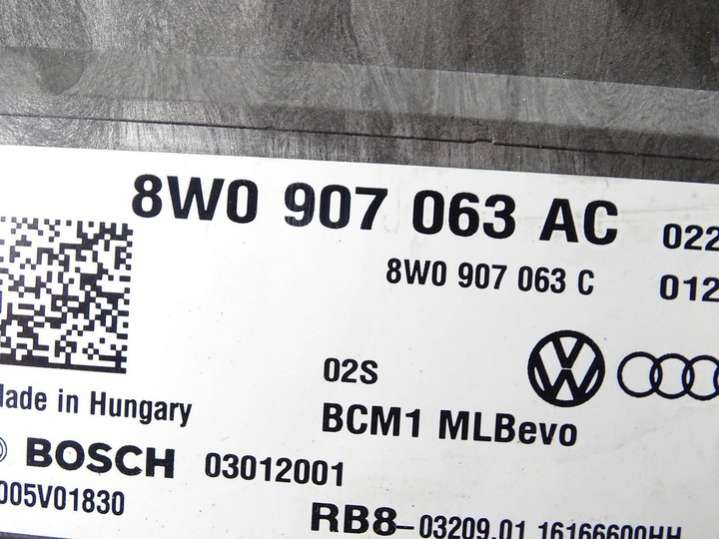 8W0 907 063 AC 022
8W0 907 063 C 012
02S
Made in Hungary
BCM1 MLBevo
BOSCH 03012001
005V01830
RB8-03209.01 16166600HH